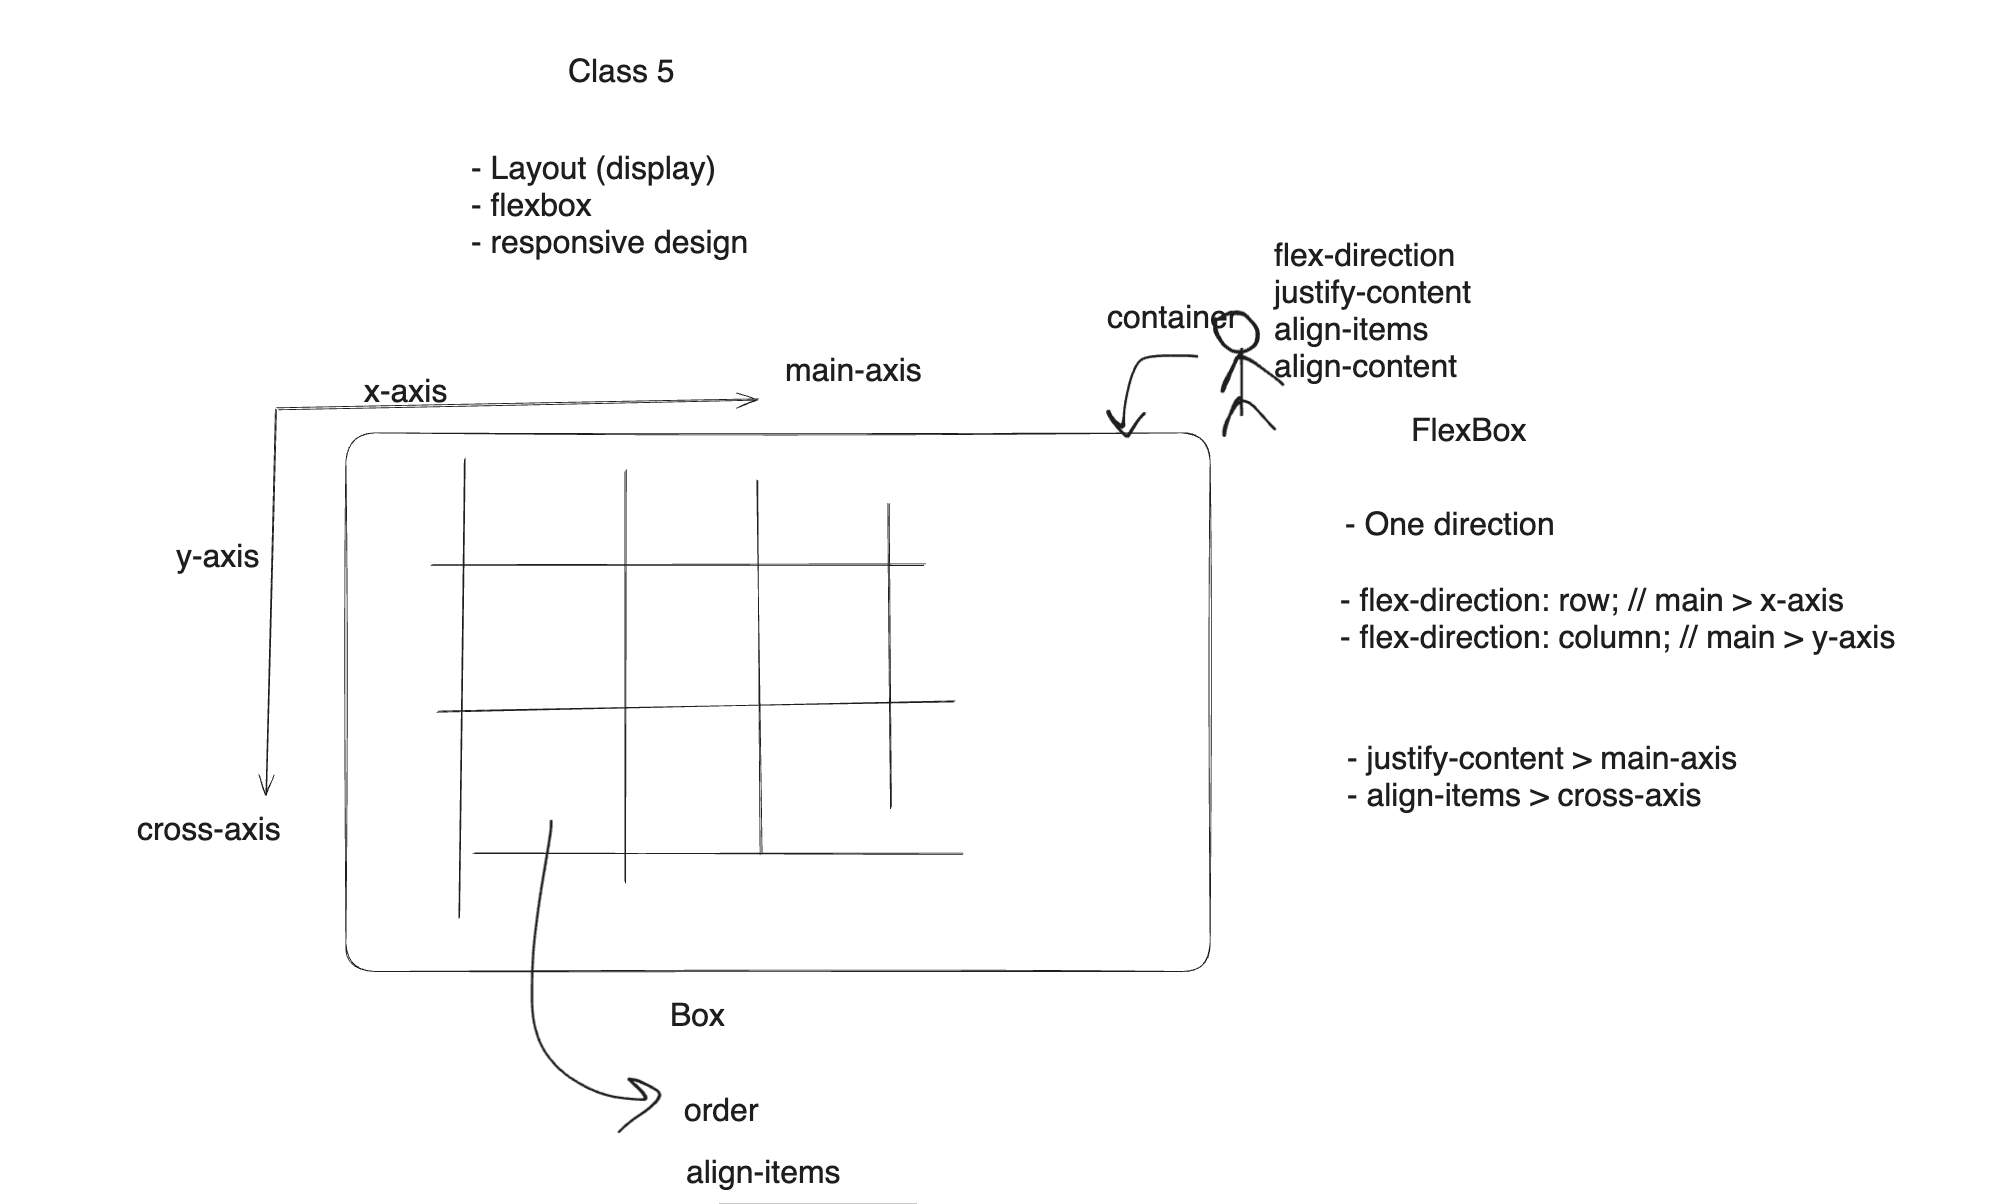 Class 5
- Layout (display)
- flexbox
- responsive design
flex-direction
justify-content
align-items
align-content
container
main-axis
x-axis
FlexBox
y-axis
- One direction
- flex-direction: row; // main > x-axis
- flex-direction: column; // main > y-axis
- justify-content > main-axis
- align-items > cross-axis
cross-axis
Box
order
align-items